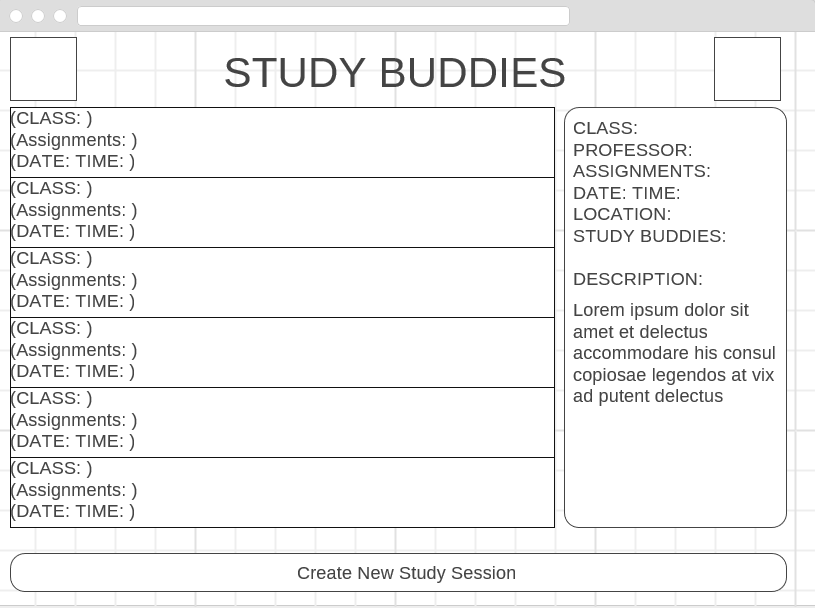 STUDY BUDDIES
(CLASS: )
(Assignments: )
(DATE: TIME: )
(CLASS: )
(Assignments: )
(DATE: TIME: )
(CLASS: )
(Assignments: )
(DATE: TIME: )
(CLASS: )
(Assignments: )
(DATE: TIME: )
(CLASS: )
(Assignments: )
(DATE: TIME: )
(CLASS: )
(Assignments: )
(DATE: TIME: )
CLASS:
PROFESSOR:
ASSIGNMENTS:
DATE: TIME:
LOCATION:
STUDY BUDDIES:
DESCRIPTION:
Lorem ipsum dolor sit
amet et delectus
accommodare his consul
copiosae legendos at vix
ad putent delectus
Create New Study Session